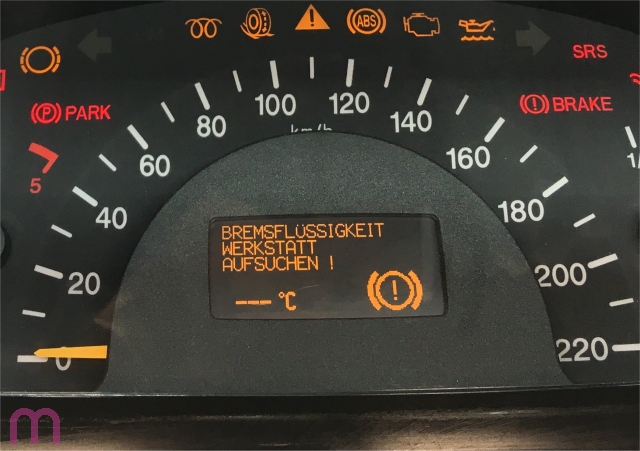 ABS
SRS
P PARK
BRAKE
5
0
20
40
60
80
100
120
140
160
180
200
220
km/h
BREMSFLÜSSIGKEIT
WERKSTATT
AUFSUCHEN !
--- °C
m